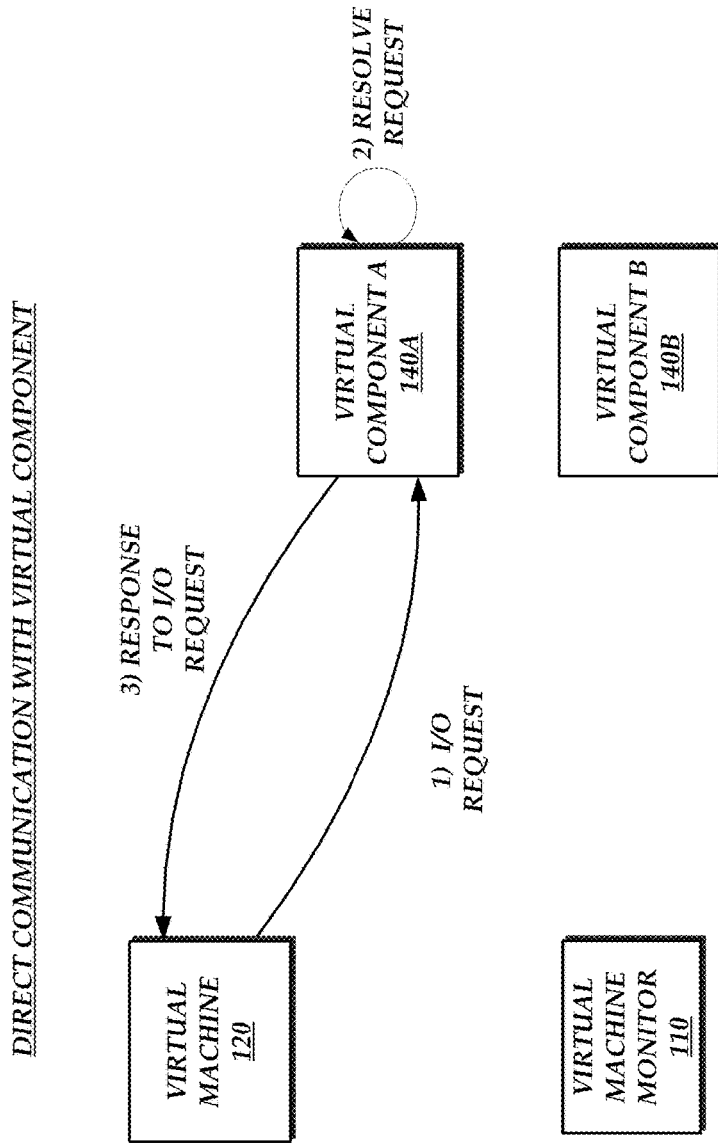 DIRECT COMMUNICATION WITH VIRTUAL COMPONENT
VIRTUAL
MACHINE
120
3) RESPONSE
TO I/O
REQUEST
VIRTUAL
COMPONENT A
140A
2) RESOLVE
REQUEST
1) I/O
REQUEST
VIRTUAL
MACHINE
MONITOR
110
VIRTUAL
COMPONENT B
140B